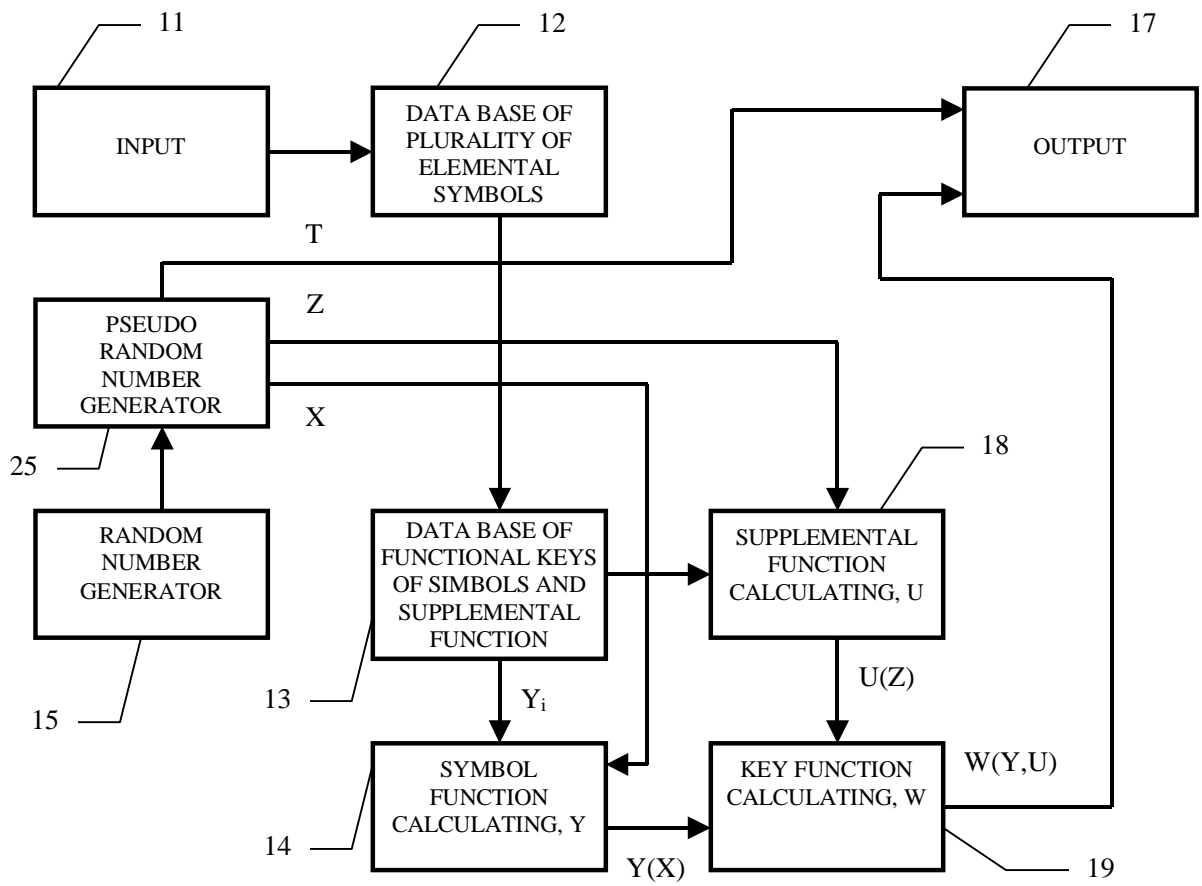 11
12
17
INPUT
DATA BASE OF
PLURALITY OF
ELEMENTAL
SYMBOLS
OUTPUT
T
Z
X
PSEUDO
RANDOM
NUMBER
GENERATOR
25
18
RANDOM
NUMBER
GENERATOR
15
DATA BASE OF
FUNCTIONAL KEYS
OF SIMBOLS AND
SUPPLEMENTAL
FUNCTION
13
SUPPLEMENTAL
FUNCTION
CALCULATING, U
Yi
U(Z)
SYMBOL
FUNCTION
CALCULATING, Y
14
Y(X)
KEY FUNCTION
CALCULATING, W
W(Y,U)
19